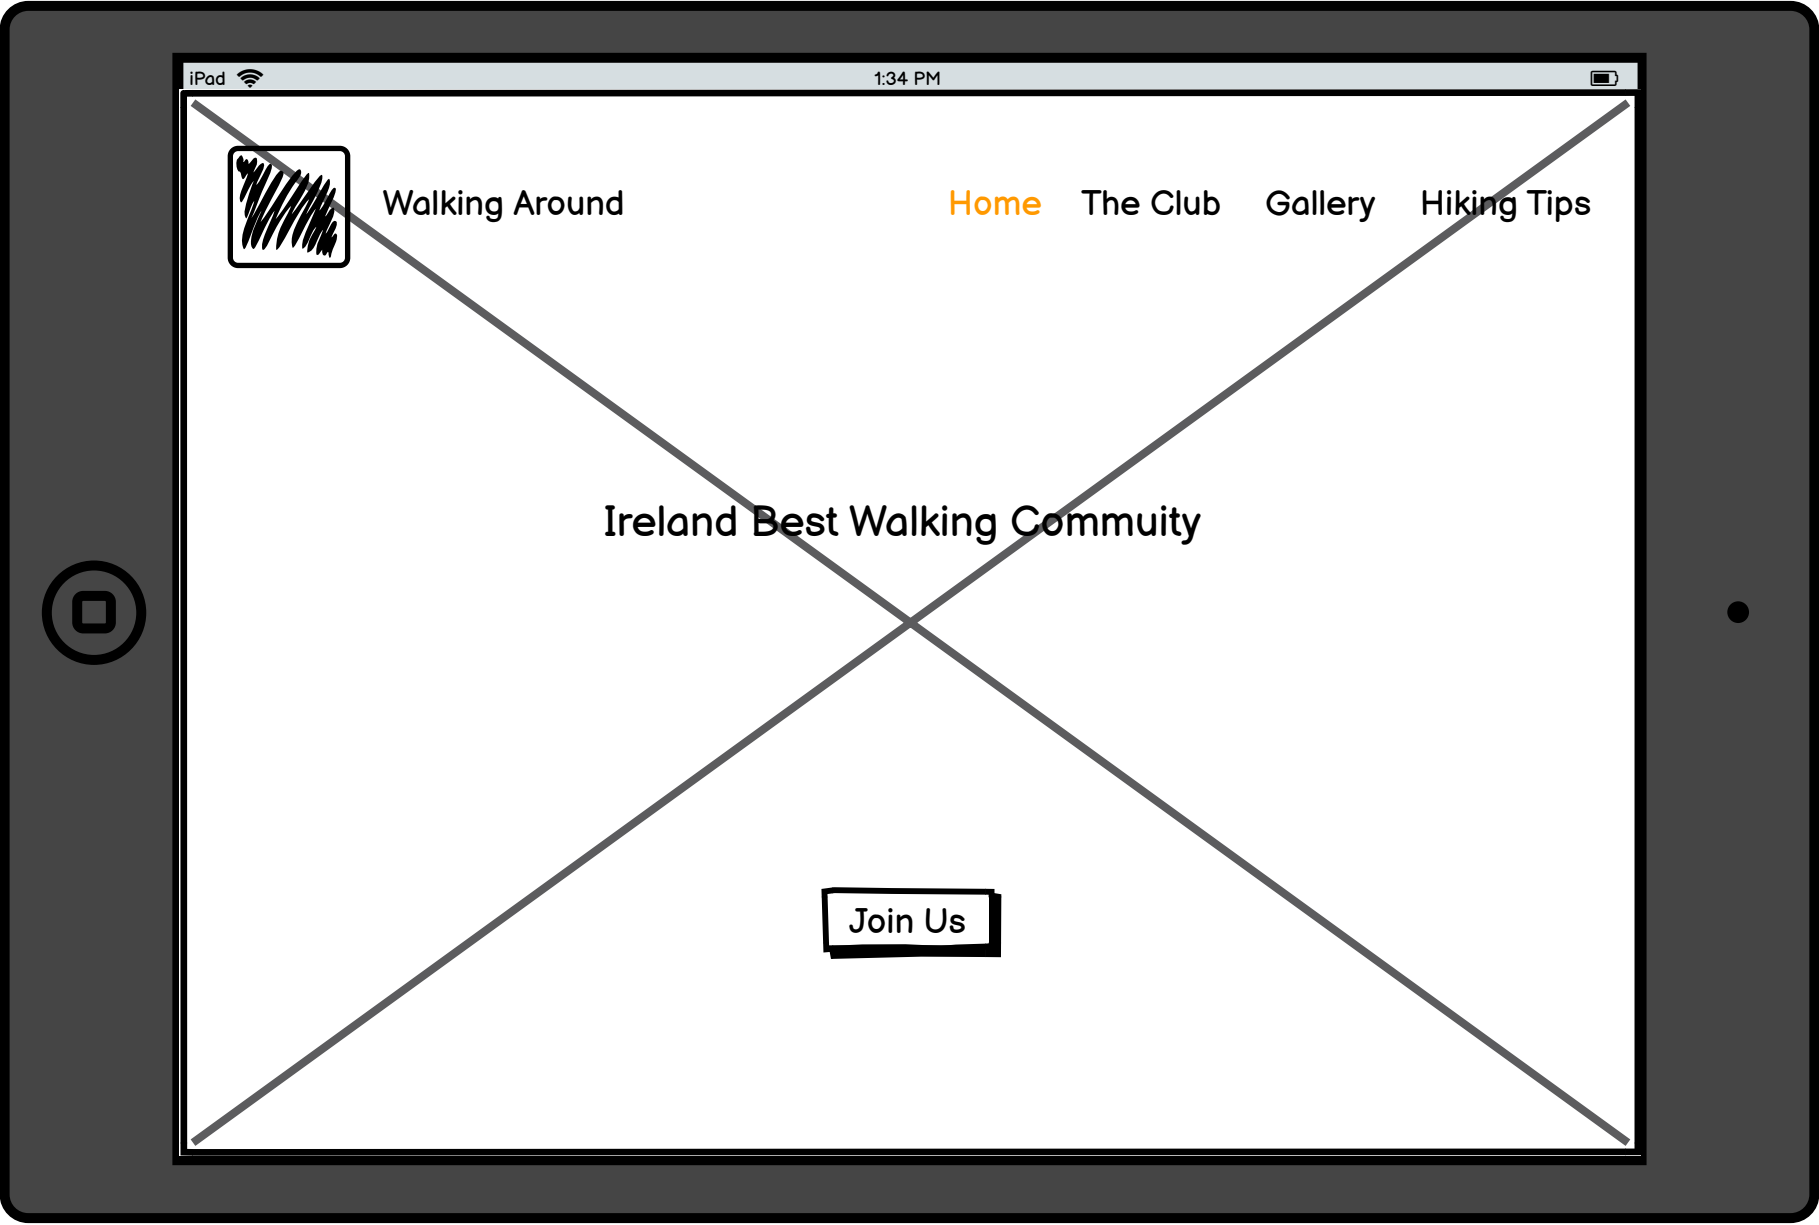 iPad 1:34 PM
Walking Around Home The Club Gallery Hiking Tips
Ireland Best Walking Commuity
Join Us